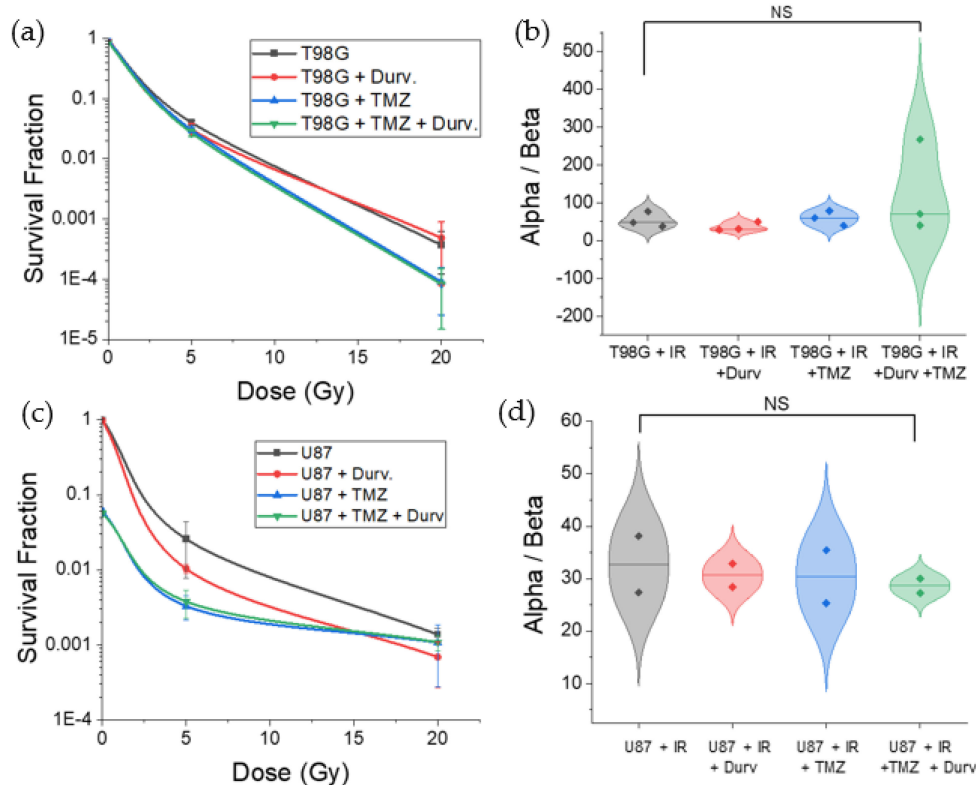 (a)
1
0.1
0.01
0.001
1E-4
1E-5
Survival Fraction
0
5
10
15
20
Dose (Gy)
T98G
T98G + Durv.
T98G + TMZ
T98G + TMZ + Durv.
(b)
NS
500
400
300
200
100
0
-100
-200
Alpha / Beta
T98G + IR
T98G + IR
+Durv
T98G + IR
+TMZ
T98G + IR
+Durv +TMZ
(c)
1
0.1
0.01
0.001
1E-4
Survival Fraction
0
5
10
15
20
Dose (Gy)
U87
U87 + Durv.
U87 + TMZ
U87 + TMZ + Durv
(d)
NS
60
50
40
30
20
10
Alpha / Beta
U87 + IR
U87 + IR
+ Durv
U87 + IR
+ TMZ
U87 + IR
+TMZ + Durv